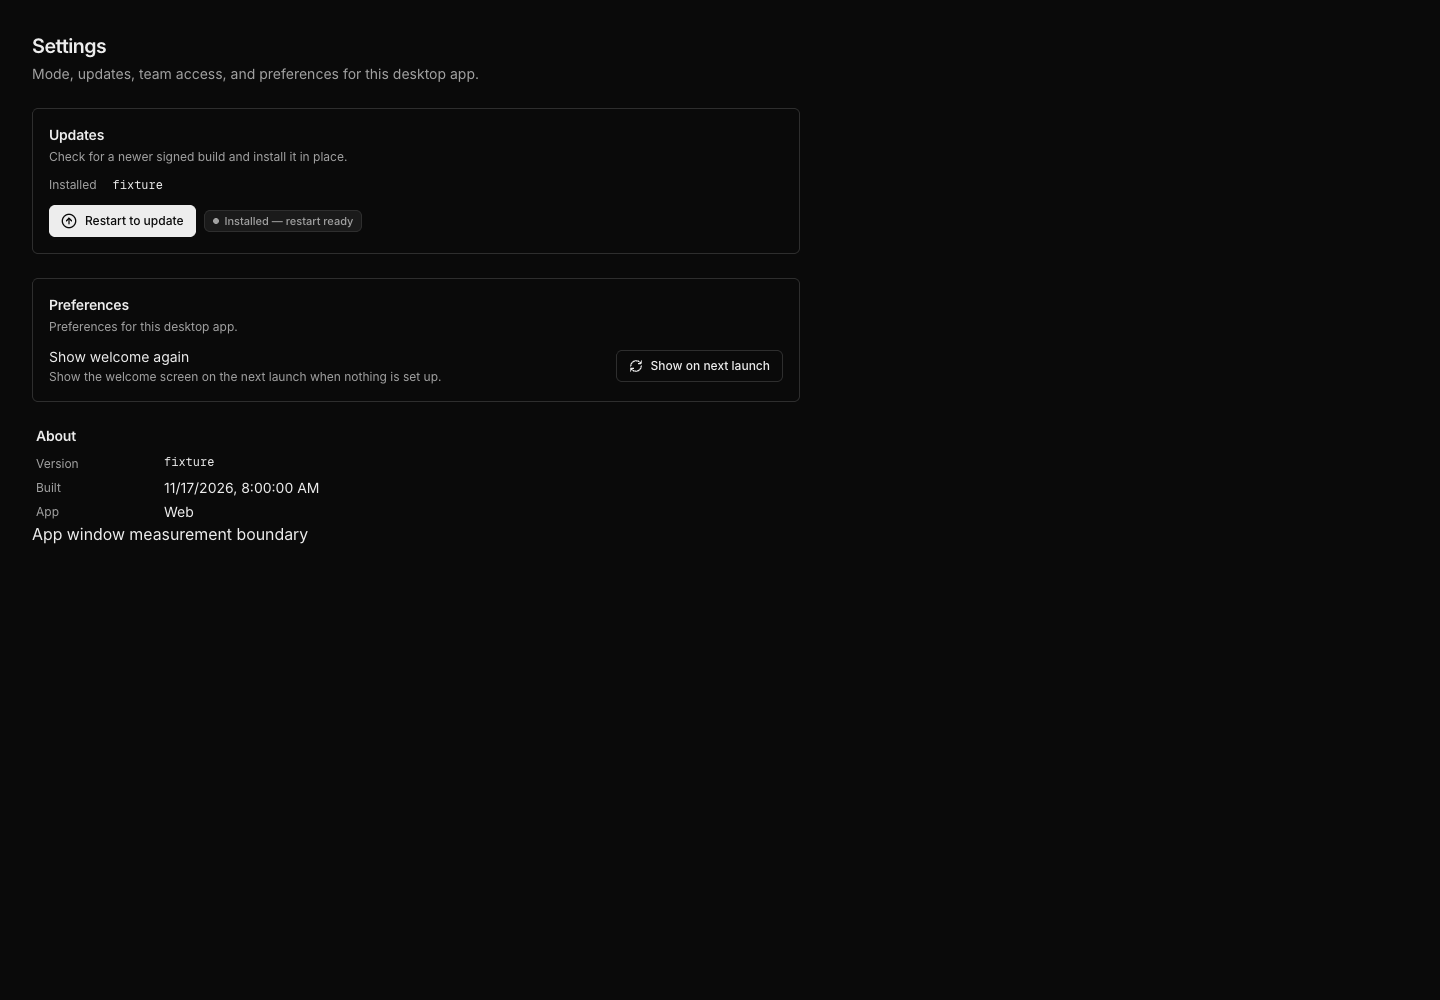 Settings
Mode, updates, team access, and preferences for this desktop app.
Updates
Check for a newer signed build and install it in place.
Installed fixture
Restart to update
Installed — restart ready
Preferences
Preferences for this desktop app.
Show welcome again
Show the welcome screen on the next launch when nothing is set up.
Show on next launch
About
Version fixture
Built 11/17/2026, 8:00:00 AM
App Web
App window measurement boundary